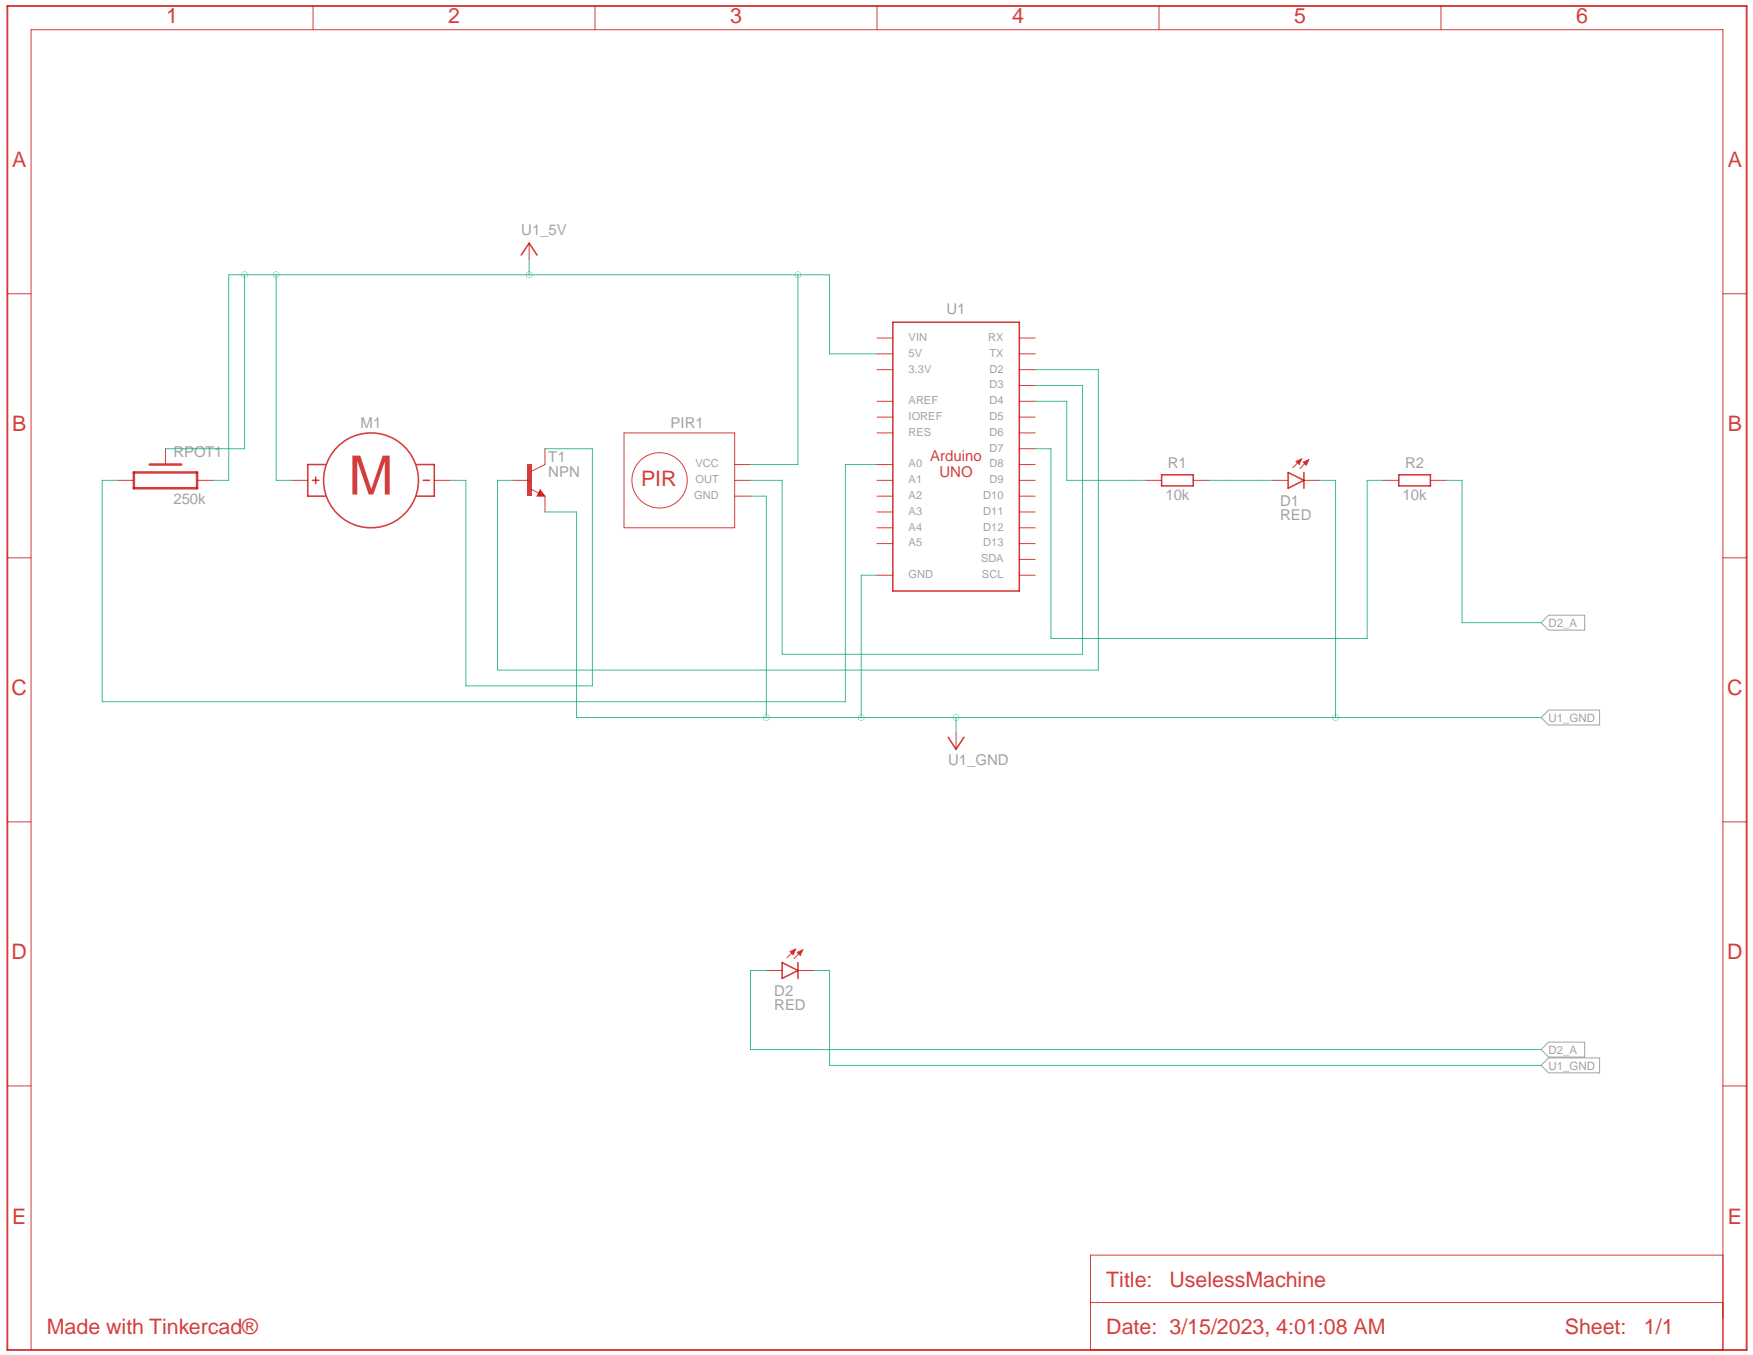 1 2 3 4 5 6
A A
U1_5V
B B
U1
VIN RX
5V TX
3.3V D2
D3
AREF D4
IOREF D5
RES D6
D7
A0 D8
A1 D9
A2 D10
A3 D11
A4 D12
A5 D13
SDA
GND SCL
Arduino
UNO
RPOT1
250k
M1
M
+ -
T1
NPN
PIR1
PIR
VCC
OUT
GND
R1
10k
D1
RED
R2
10k
D2_A
C C
U1_GND
U1_GND
D D
D2
RED
D2_A
U1_GND
E E
Title: UselessMachine
Made with Tinkercad®
Date: 3/15/2023, 4:01:08 AM Sheet: 1/1